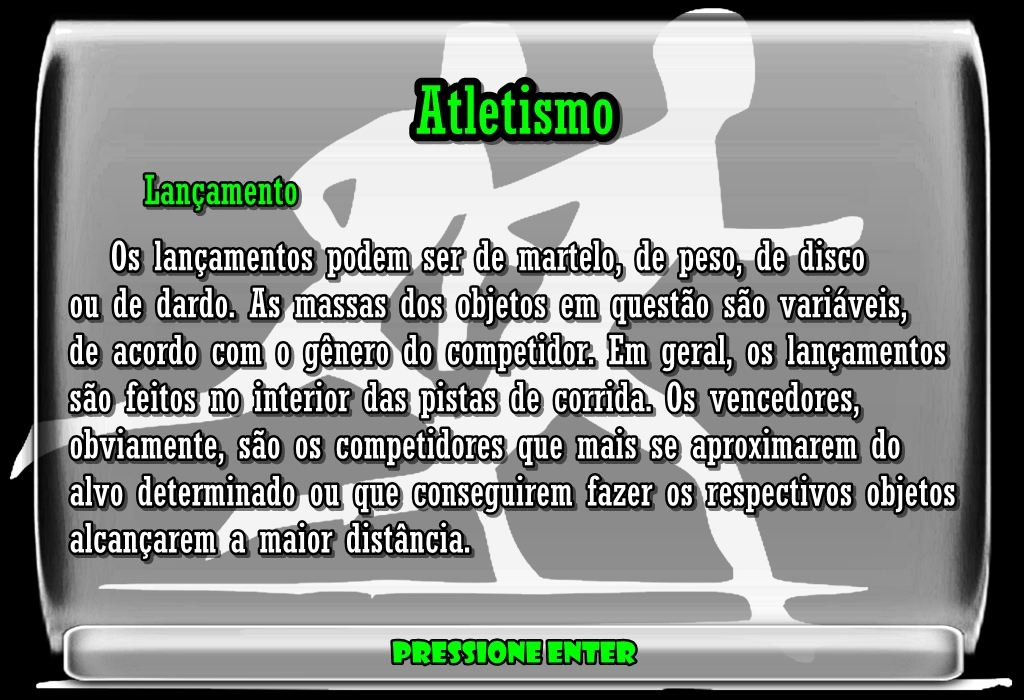 Atletismo
Lançamento
Os lançamentos podem ser de martelo, de peso, de disco
ou de dardo. As massas dos objetos em questão são variáveis,
de acordo com o gênero do competidor. Em geral, os lançamentos
são feitos no interior das pistas de corrida. Os vencedores,
obviamente, são os competidores que mais se aproximarem do
alvo determinado ou que conseguirem fazer os respectivos objetos
alcançarem a maior distância.
PRESSIONE ENTER